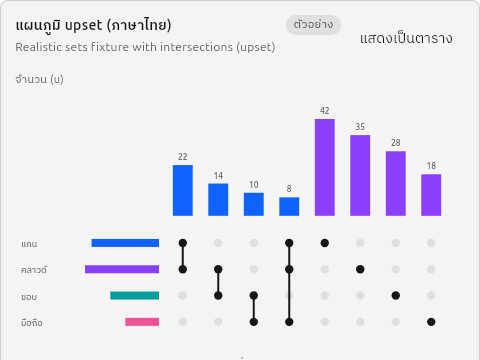 แผนภูมิ upset (ภาษาไทย)
ตัวอย่าง
แสดงเป็นตาราง
Realistic sets fixture with intersections (upset)
จำนวน (น)
22
14
10
8
42
35
28
18
แกน
คลาวด์
ขอบ
มือถือ